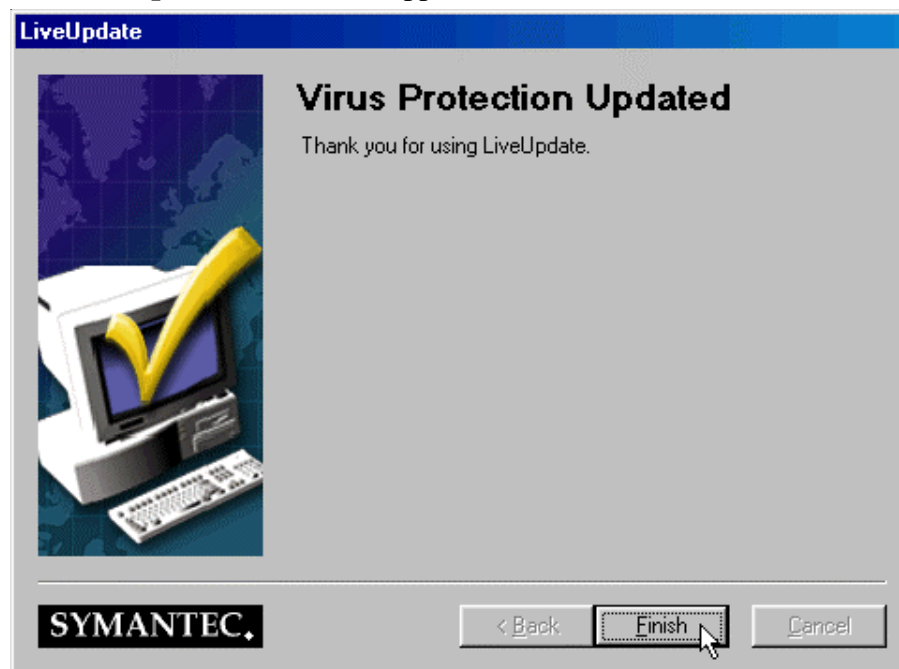 LiveUpdate
Virus Protection Updated
Thank you for using LiveUpdate.
SYMANTEC.
< Back Finish Cancel